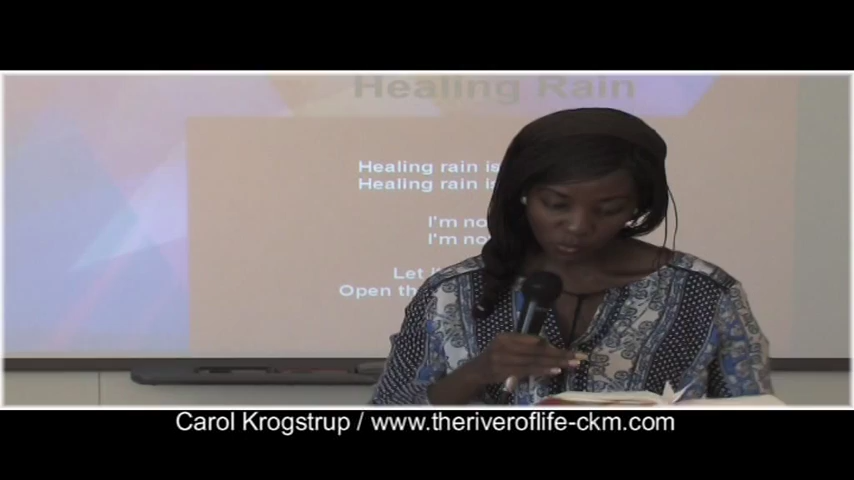 Healing Rain
Healing rain is
Healing rain i
I'm no
I'm no
Let i
Open th
Carol Krogstrup / www.theriveroflife-ckm.com